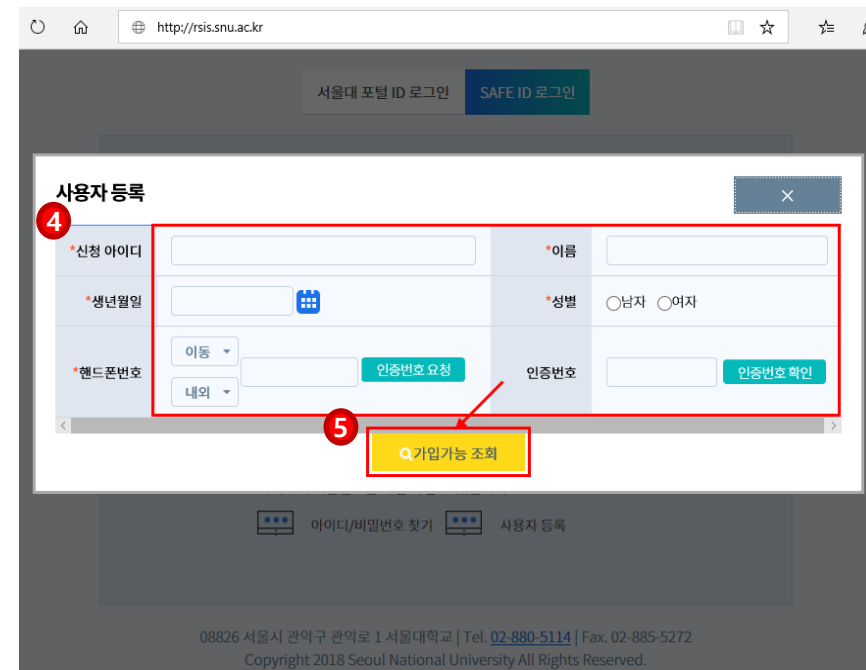 http://rsis.snu.ac.kr
서울대 포털 ID 로그인 SAFE ID 로그인
사용자 등록 ×
4
*신청 아이디 *이름
*생년월일 *성별 남자 여자
이동
*핸드폰번호 인증번호 요청 인증번호 인증번호 확인
내외
5
가입가능 조회
아이디/비밀번호 찾기 사용자 등록
08826 서울시 관악구 관악로 1 서울대학교 | Tel. 02-880-5114 | Fax. 02-885-5272
Copyright 2018 Seoul National University All Rights Reserved.